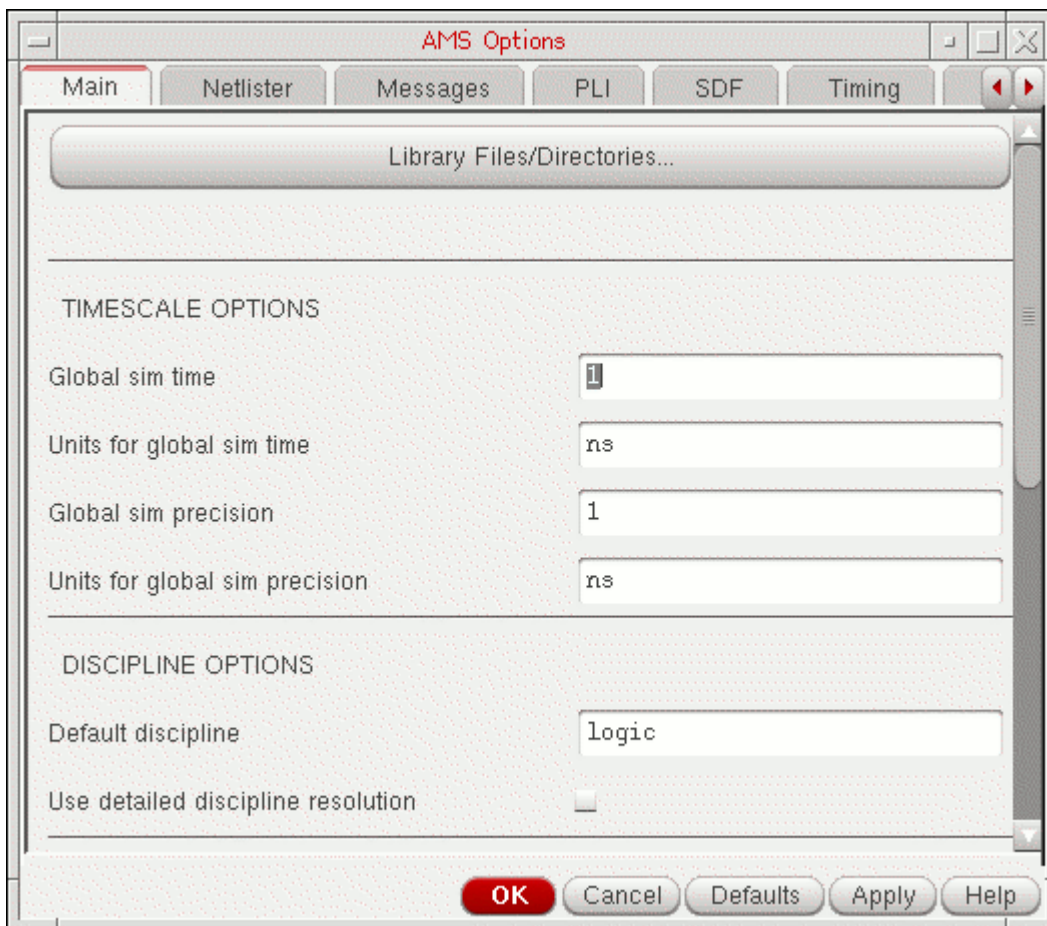 AMS Options
Main Netlister Messages PLI SDF Timing
Library Files/Directories...
TIMESCALE OPTIONS
Global sim time 1
Units for global sim time ns
Global sim precision 1
Units for global sim precision ns
DISCIPLINE OPTIONS
Default discipline logic
Use detailed discipline resolution
OK Cancel Defaults Apply Help